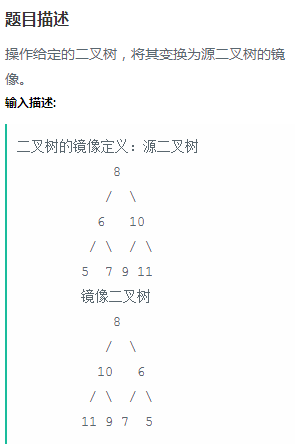 题目描述
操作给定的二叉树，将其变换为源二叉树的镜
像。
输入描述:
二叉树的镜像定义：源二叉树
8
/ \
6 10
/ \ / \
5 7 9 11
镜像二叉树
8
/ \
10 6
/ \ / \
11 9 7 5